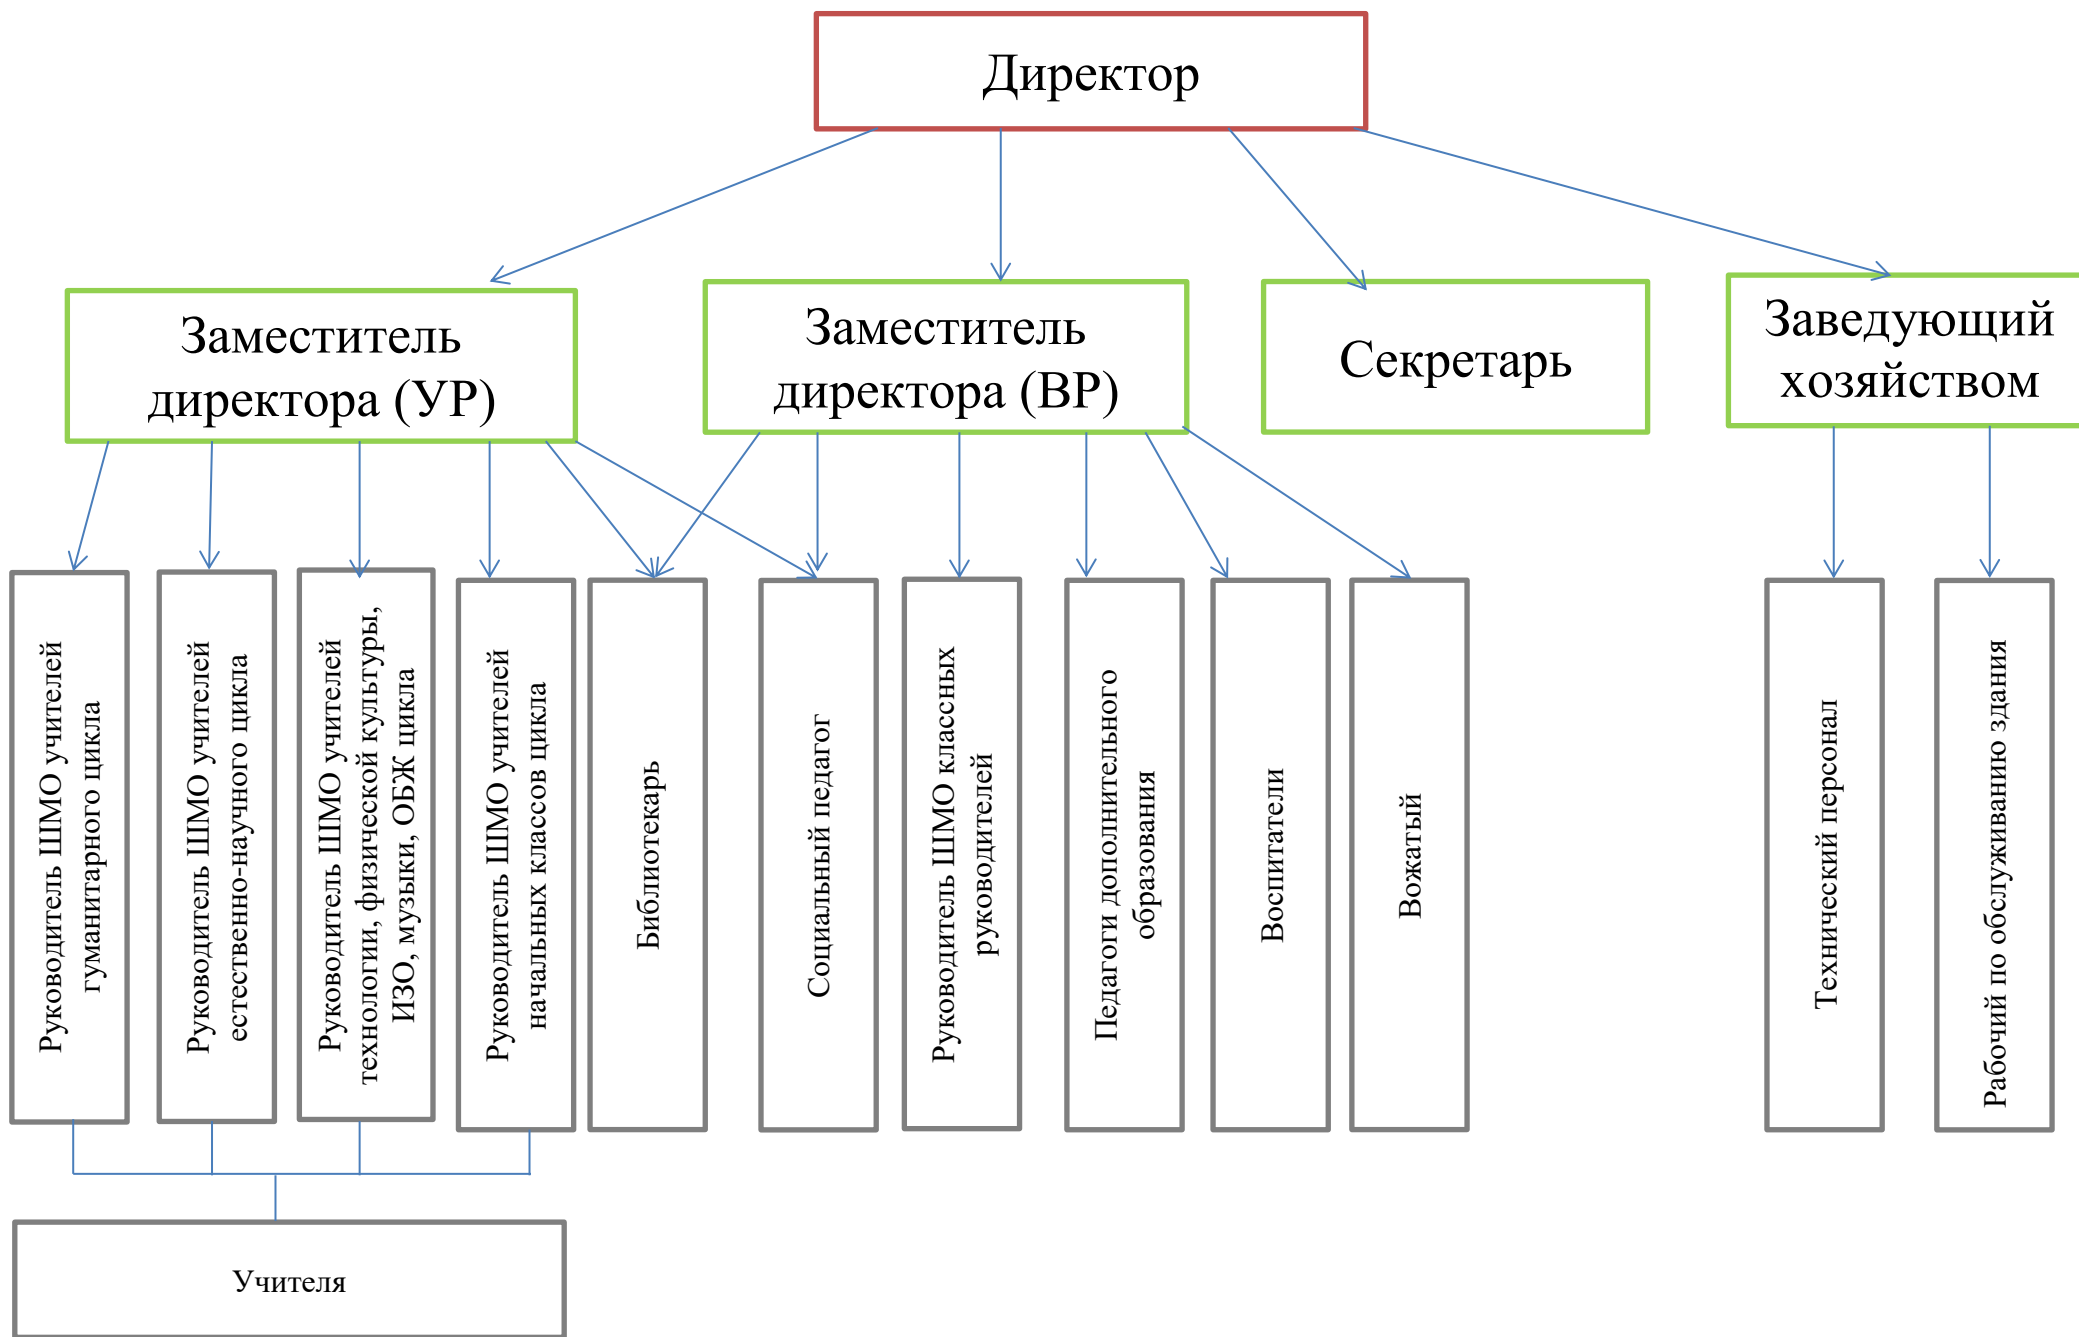 Директор
Заместитель
директора (УР)
Заместитель
директора (ВР)
Секретарь
Заведующий
хозяйством
Руководитель ШМО учителей
гуманитарного цикла
Руководитель ШМО учителей
естественно-научного цикла
Руководитель ШМО учителей
технологии, физической культуры,
ИЗО, музыки, ОБЖ цикла
Руководитель ШМО учителей
начальных классов цикла
Библиотекарь
Социальный педагог
Руководитель ШМО классных
руководителей
Педагоги дополнительного
образования
Воспитатели
Вожатый
Технический персонал
Рабочий по обслуживанию здания
Учителя